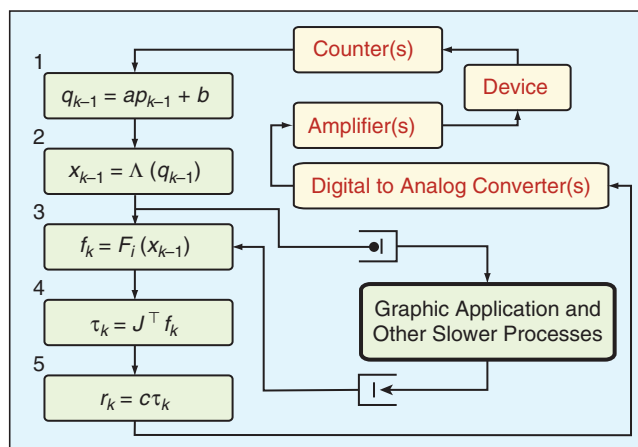 Counter(s)
1
q_{k–1} = ap_{k–1} + b
Device
Amplifier(s)
2
x_{k–1} = Λ (q_{k–1})
Digital to Analog Converter(s)
3
f_k = F_i (x_{k–1})
Graphic Application and
Other Slower Processes
4
τ_k = J^⊤ f_k
5
r_k = cτ_k